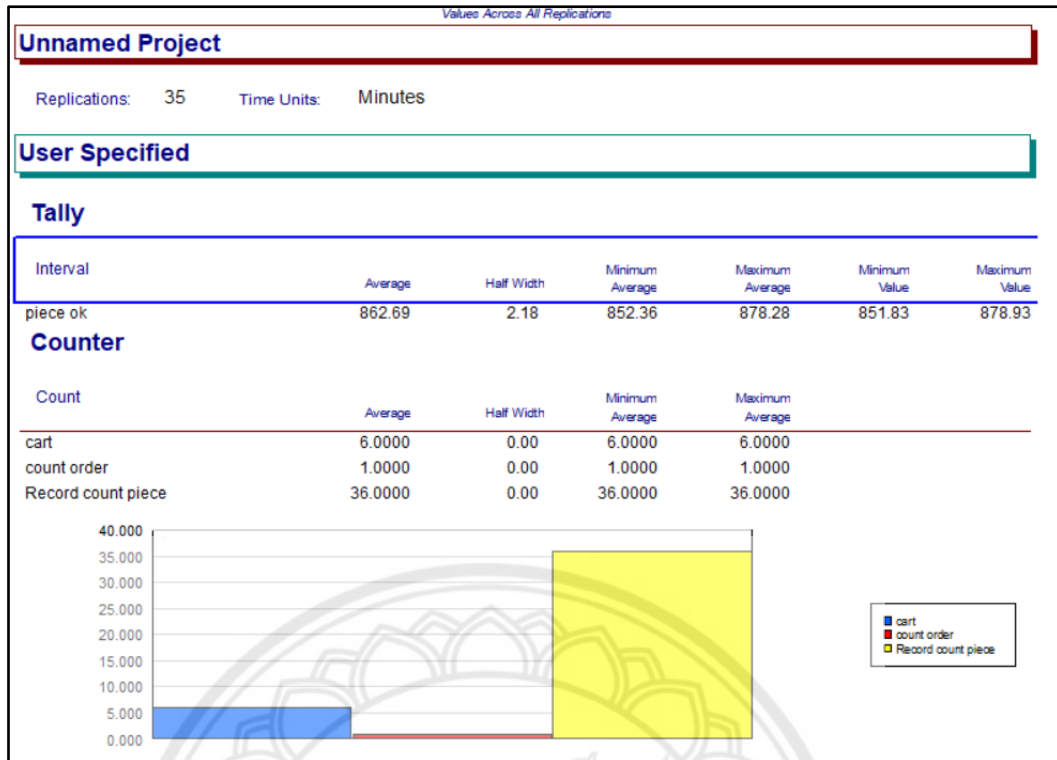 Values Across All Replications
Unnamed Project
Replications: 35 Time Units: Minutes
User Specified
Tally
Interval Average Half Width Minimum Average Maximum Average Minimum Value Maximum Value
piece ok 862.69 2.18 852.36 878.28 851.83 878.93
Counter
Count Average Half Width Minimum Average Maximum Average
cart 6.0000 0.00 6.0000 6.0000
count order 1.0000 0.00 1.0000 1.0000
Record count piece 36.0000 0.00 36.0000 36.0000
40.000
35.000
30.000
25.000
20.000
15.000
10.000
5.000
0.000
cart
count order
Record count piece